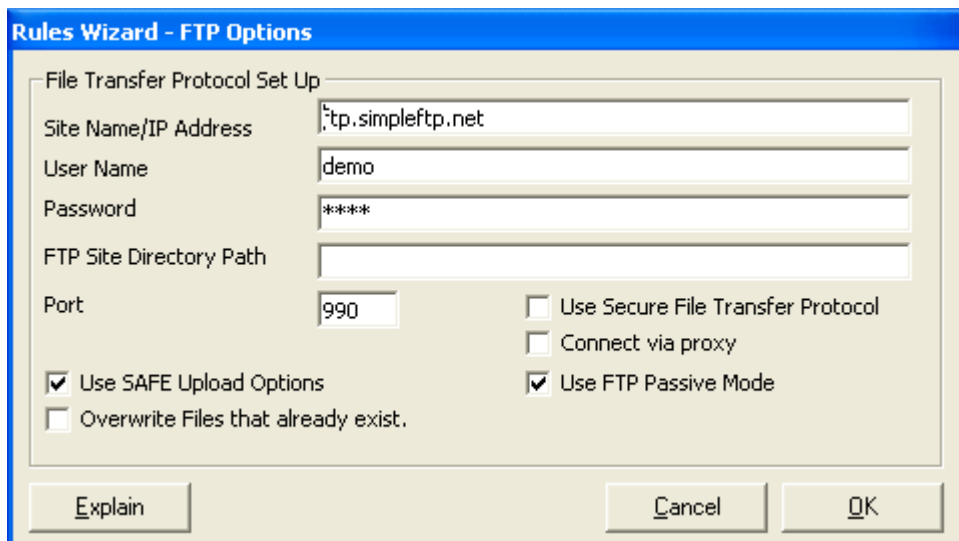 Rules Wizard - FTP Options
File Transfer Protocol Set Up
Site Name/IP Address ftp.simpleftp.net
User Name demo
Password ****
FTP Site Directory Path
Port 990
Use Secure File Transfer Protocol
Connect via proxy
Use SAFE Upload Options
Use FTP Passive Mode
Overwrite Files that already exist.
Explain
Cancel
OK